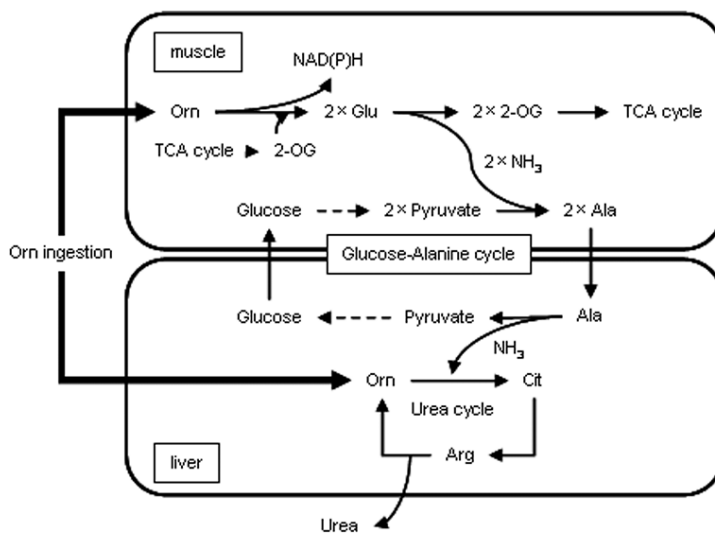 muscle
NAD(P)H
Orn
2× Glu
2× 2-OG
TCA cycle
TCA cycle
2-OG
2× NH₃
Glucose
2× Pyruvate
2× Ala
Orn ingestion
Glucose-Alanine cycle
Glucose
Pyruvate
Ala
NH₃
Orn
Cit
Urea cycle
Arg
liver
Urea